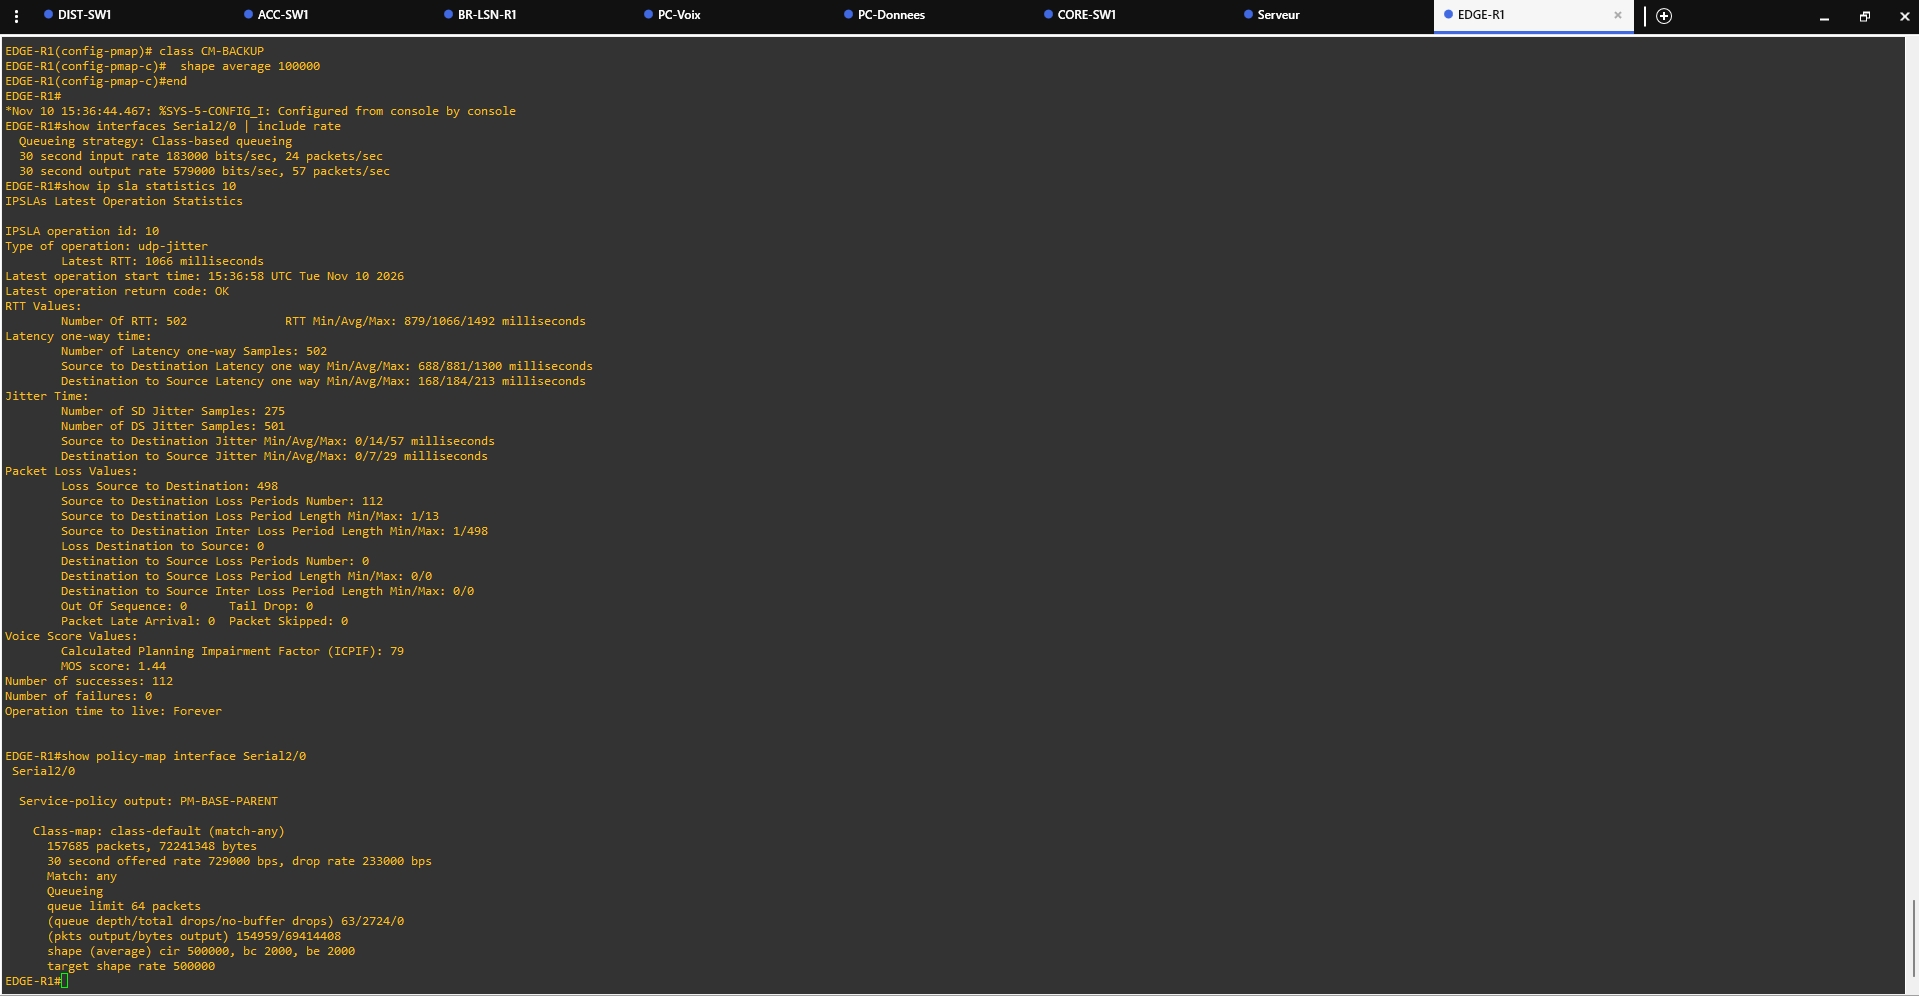 DIST-SW1 ACC-SW1 BR-LSN-R1 PC-Voix PC-Donnees CORE-SW1 Serveur EDGE-R1
EDGE-R1(config-pmap)# class CM-BACKUP
EDGE-R1(config-pmap-c)#  shape average 100000
EDGE-R1(config-pmap-c)#end
EDGE-R1#
*Nov 10 15:36:44.467: %SYS-5-CONFIG_I: Configured from console by console
EDGE-R1#show interfaces Serial2/0 | include rate
  Queueing strategy: Class-based queueing
  30 second input rate 183000 bits/sec, 24 packets/sec
  30 second output rate 579000 bits/sec, 57 packets/sec
EDGE-R1#show ip sla statistics 10
IPSLAs Latest Operation Statistics

IPSLA operation id: 10
Type of operation: udp-jitter
        Latest RTT: 1066 milliseconds
Latest operation start time: 15:36:58 UTC Tue Nov 10 2026
Latest operation return code: OK
RTT Values:
        Number Of RTT: 502              RTT Min/Avg/Max: 879/1066/1492 milliseconds
Latency one-way time:
        Number of Latency one-way Samples: 502
        Source to Destination Latency one way Min/Avg/Max: 688/881/1300 milliseconds
        Destination to Source Latency one way Min/Avg/Max: 168/184/213 milliseconds
Jitter Time:
        Number of SD Jitter Samples: 275
        Number of DS Jitter Samples: 501
        Source to Destination Jitter Min/Avg/Max: 0/14/57 milliseconds
        Destination to Source Jitter Min/Avg/Max: 0/7/29 milliseconds
Packet Loss Values:
        Loss Source to Destination: 498
        Source to Destination Loss Periods Number: 112
        Source to Destination Loss Period Length Min/Max: 1/13
        Source to Destination Inter Loss Period Length Min/Max: 1/498
        Loss Destination to Source: 0
        Destination to Source Loss Periods Number: 0
        Destination to Source Loss Period Length Min/Max: 0/0
        Destination to Source Inter Loss Period Length Min/Max: 0/0
        Out Of Sequence: 0      Tail Drop: 0
        Packet Late Arrival: 0  Packet Skipped: 0
Voice Score Values:
        Calculated Planning Impairment Factor (ICPIF): 79
        MOS score: 1.44
Number of successes: 112
Number of failures: 0
Operation time to live: Forever

EDGE-R1#show policy-map interface Serial2/0
 Serial2/0

  Service-policy output: PM-BASE-PARENT

    Class-map: class-default (match-any)
      157685 packets, 72241348 bytes
      30 second offered rate 729000 bps, drop rate 233000 bps
      Match: any
      Queueing
      queue limit 64 packets
      (queue depth/total drops/no-buffer drops) 63/2724/0
      (pkts output/bytes output) 154959/69414408
      shape (average) cir 500000, bc 2000, be 2000
      target shape rate 500000
EDGE-R1#